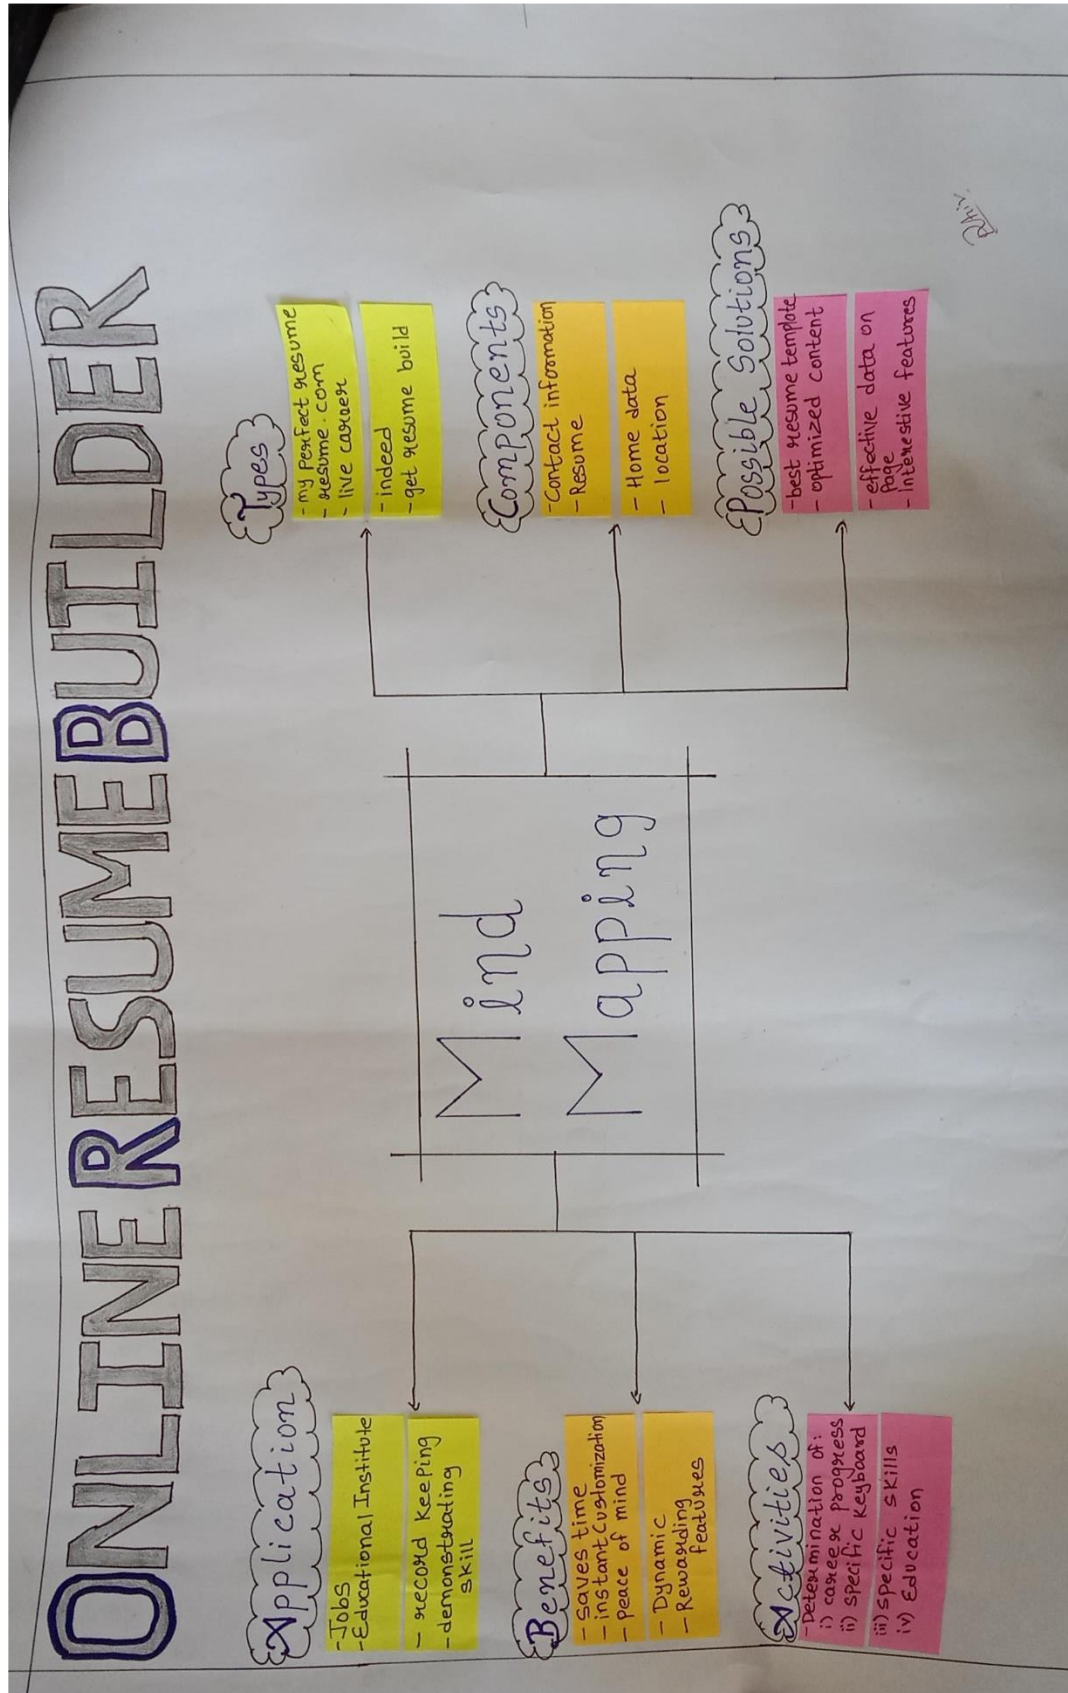 ONLINE RESUME BUILDER
Application
- Jobs
- Educational Institute
- record keeping
- demonstrating
skill
Benefits
- saves time
- instant Customization
- Peace of mind
- Dynamic
- Rewarding
features
Activities
- Determination of:
i) career progress
ii) specific keyboard
iii) specific skills
iv) Education
Mind
Mapping
Types
- my perfect resume
- resume.com
- live career
- indeed
- get resume build
Components
- Contact information
- Resume
- Home data
- location
Possible Solutions
- best resume template
- optimized content
- effective data on
Page
- interestive features